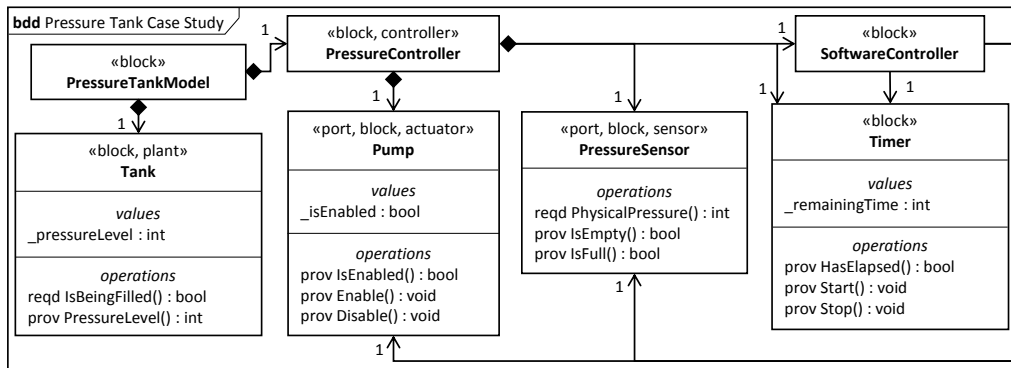 bdd Pressure Tank Case Study
«block»
PressureTankModel
1
«block, controller»
PressureController
1
«block»
SoftwareController
1
1
1
1
1
«block, plant»
Tank
values
_pressureLevel : int
operations
reqd IsBeingFilled() : bool
prov PressureLevel() : int
«port, block, actuator»
Pump
values
_isEnabled : bool
operations
prov IsEnabled() : bool
prov Enable() : void
prov Disable() : void
«port, block, sensor»
PressureSensor
operations
reqd PhysicalPressure() : int
prov IsEmpty() : bool
prov IsFull() : bool
«block»
Timer
values
_remainingTime : int
operations
prov HasElapsed() : bool
prov Start() : void
prov Stop() : void
1
1